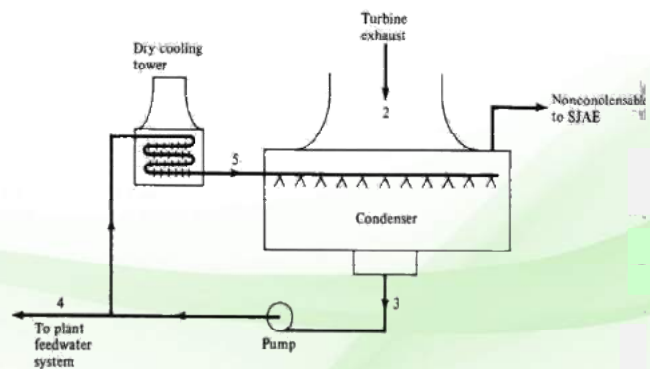 Turbine
exhaust
Dry cooling
tower
2
Nonconolensable
to SJAE
5
Condenser
4
3
To plant
feedwater
system
Pump